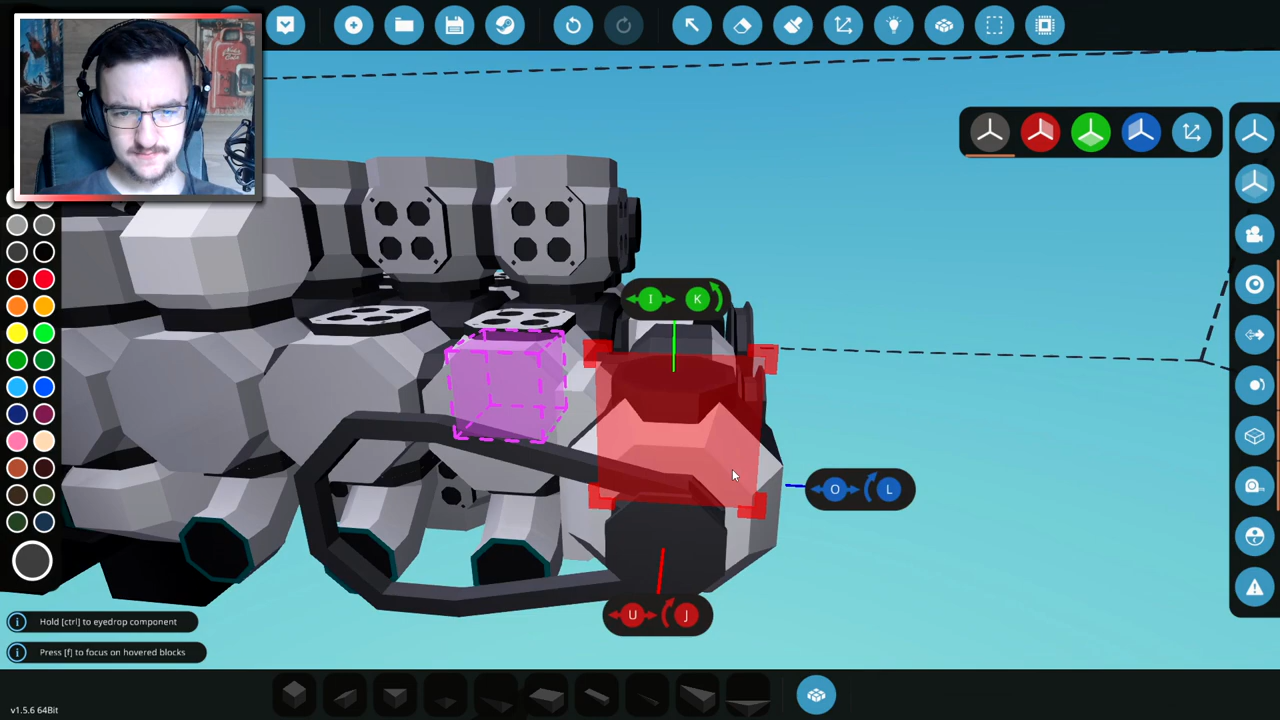 I K
O L
U J
Hold [ctrl] to eyedrop component
Press [f] to focus on hovered blocks
v1.5.6 64Bit